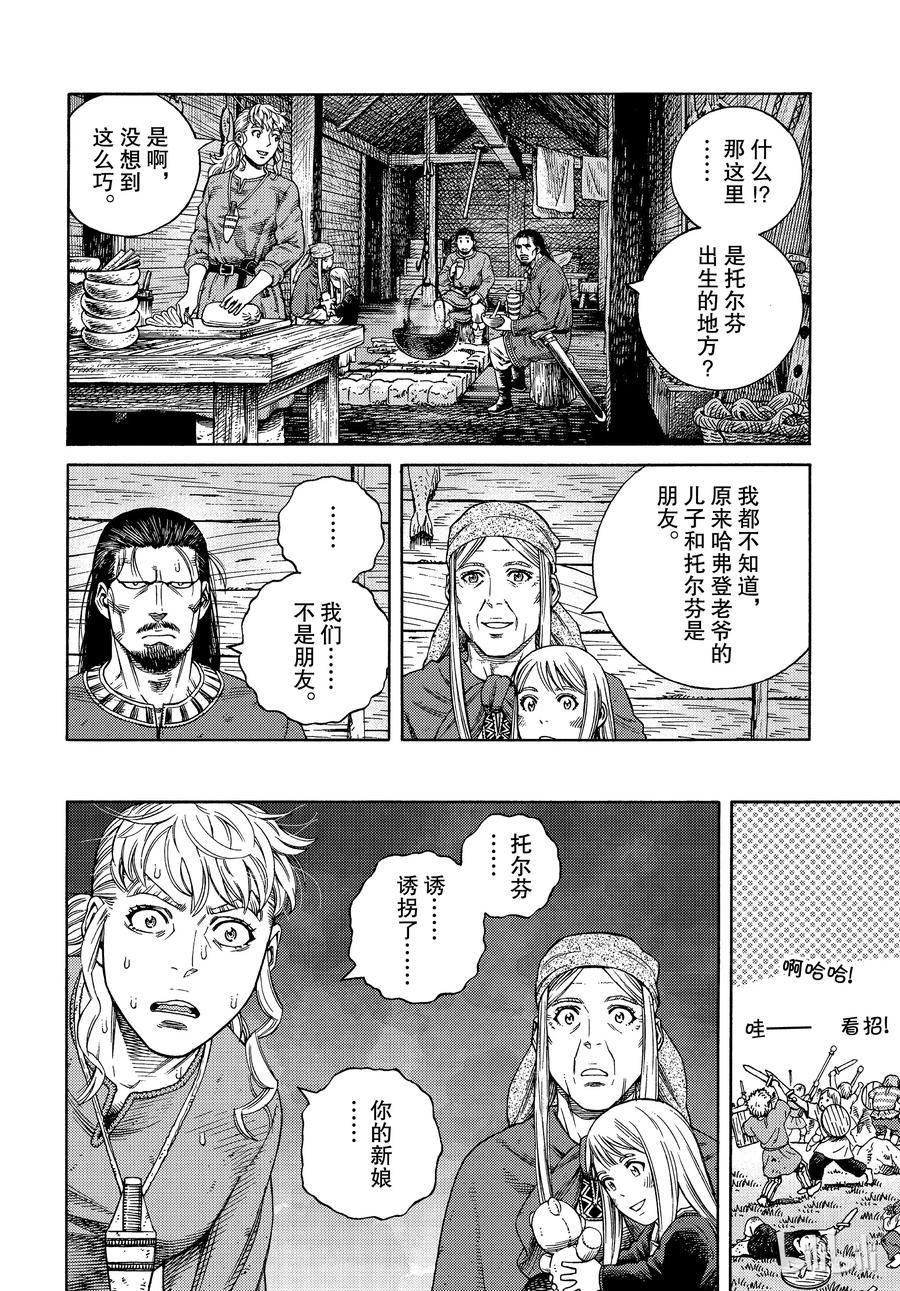 什么!?
那这里
……
是托尔芬
出生的地方?
是啊,
没想到
这么巧。
我都不知道,
原来哈弗登老爷的
儿子和托尔芬是
朋友。
……
我们……
不是朋友。
啊哈哈!
看招!
哇——
托尔芬
……
诱……
诱拐了……
你的新娘
……
bilibili